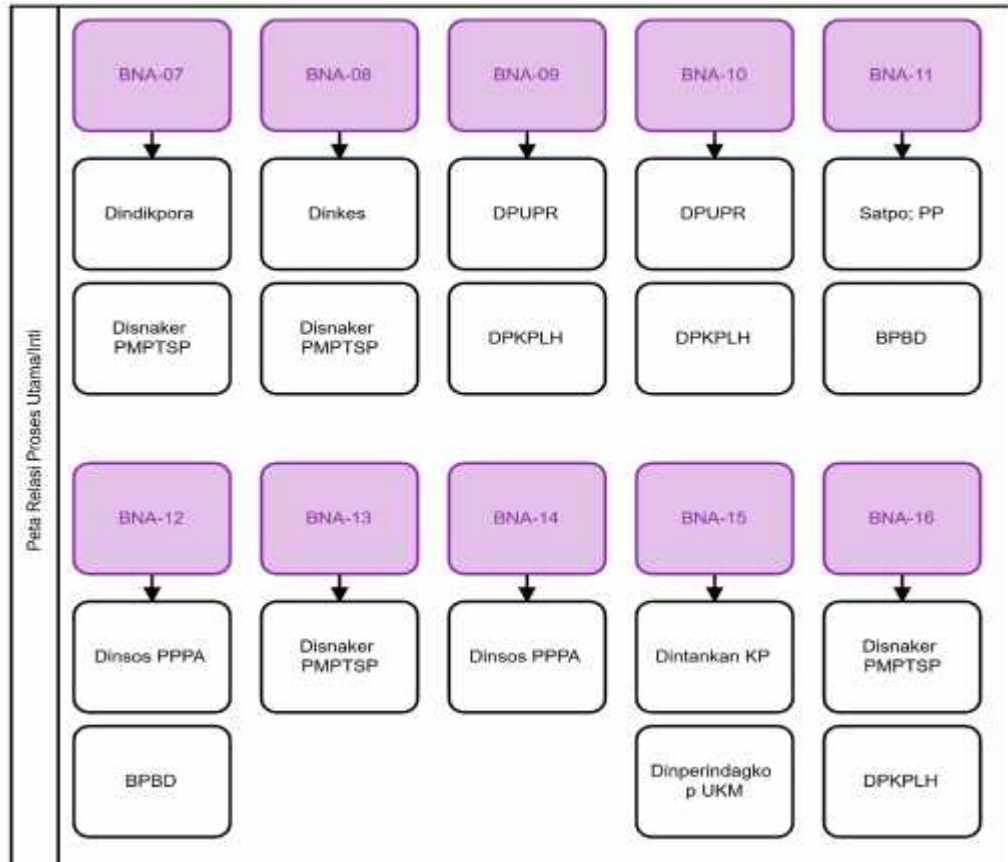 Peta Relasi Proses Utama/Inti
BNA-07
BNA-08
BNA-09
BNA-10
BNA-11
Dindikpora
Dinkes
DPUPR
DPUPR
Satpo; PP
Disnaker
PMPTSP
Disnaker
PMPTSP
DPKPLH
DPKPLH
BPBD
BNA-12
BNA-13
BNA-14
BNA-15
BNA-16
Dinsos PPPA
Disnaker
PMPTSP
Dinsos PPPA
Dintankan KP
Disnaker
PMPTSP
BPBD
Dinperindagko
p UKM
DPKPLH